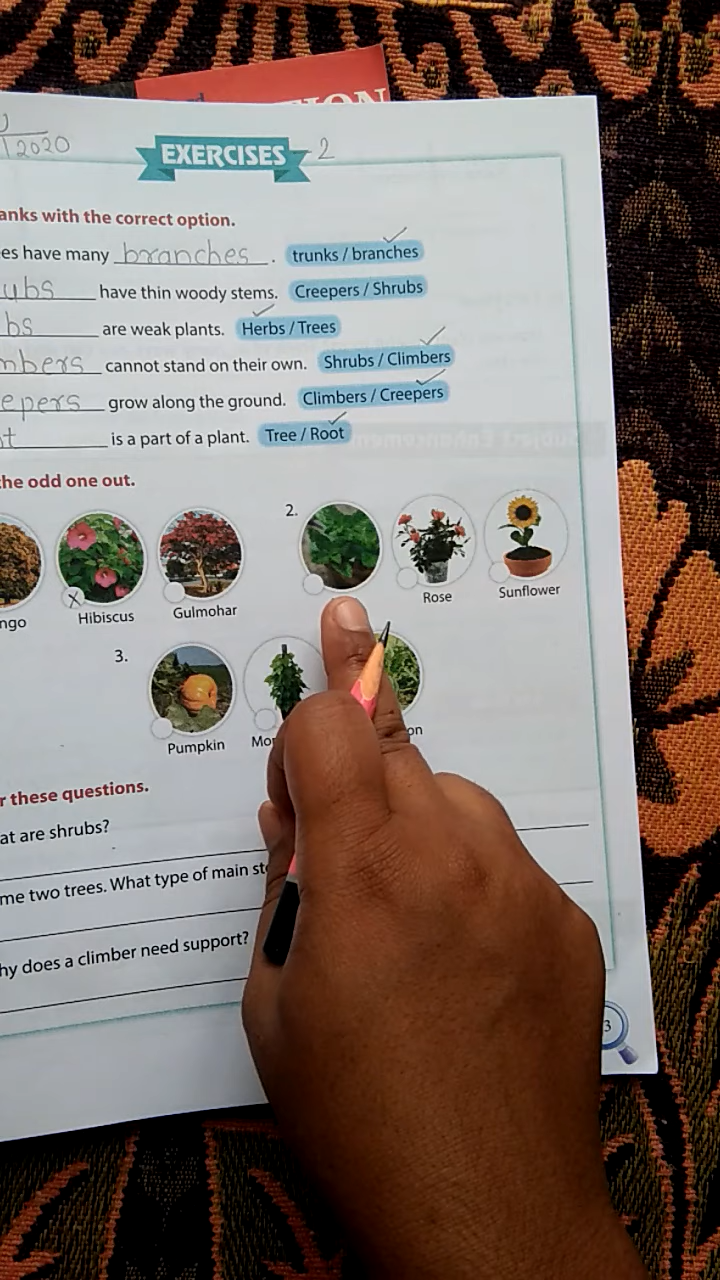 ION
2020
EXERCISES 2
anks with the correct option.
es have many branches. trunks / branches
ubs have thin woody stems. Creepers / Shrubs
bs are weak plants. Herbs / Trees
mbers cannot stand on their own. Shrubs / Climbers
epers grow along the ground. Climbers / Creepers
t is a part of a plant. Tree / Root
he odd one out.
2.
ngo Hibiscus Gulmohar Rose Sunflower
X
3.
Pumpkin Mo on
r these questions.
at are shrubs?
me two trees. What type of main ste
hy does a climber need support?
3